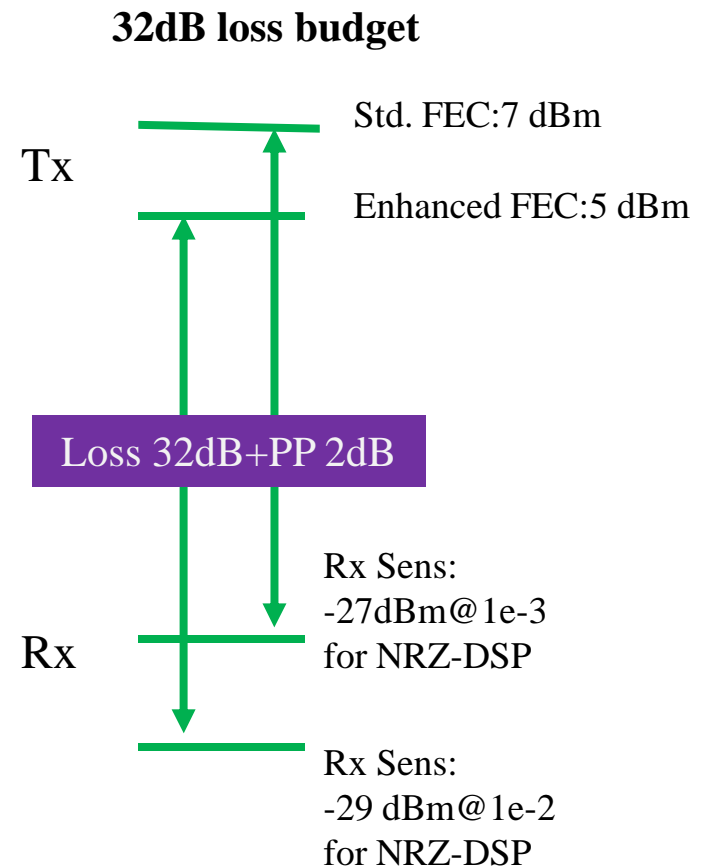 32dB loss budget
Std. FEC:7 dBm
Tx
Enhanced FEC:5 dBm
Loss 32dB+PP 2dB
Rx Sens:
-27dBm@1e-3
for NRZ-DSP
Rx
Rx Sens:
-29 dBm@1e-2
for NRZ-DSP